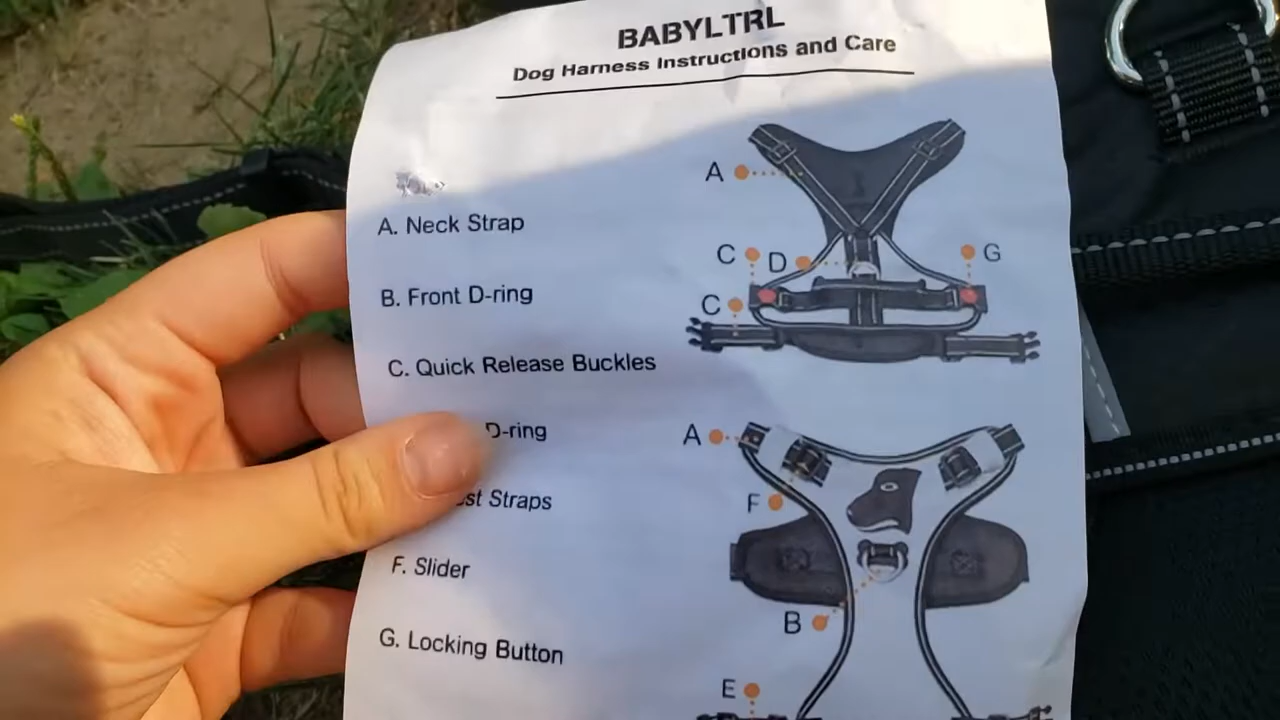 BABYLTRL
Dog Harness Instructions and Care
A. Neck Strap
B. Front D-ring
C. Quick Release Buckles
D-ring
Straps
F. Slider
G. Locking Button
A
C
D
G
C
A
F
B
E